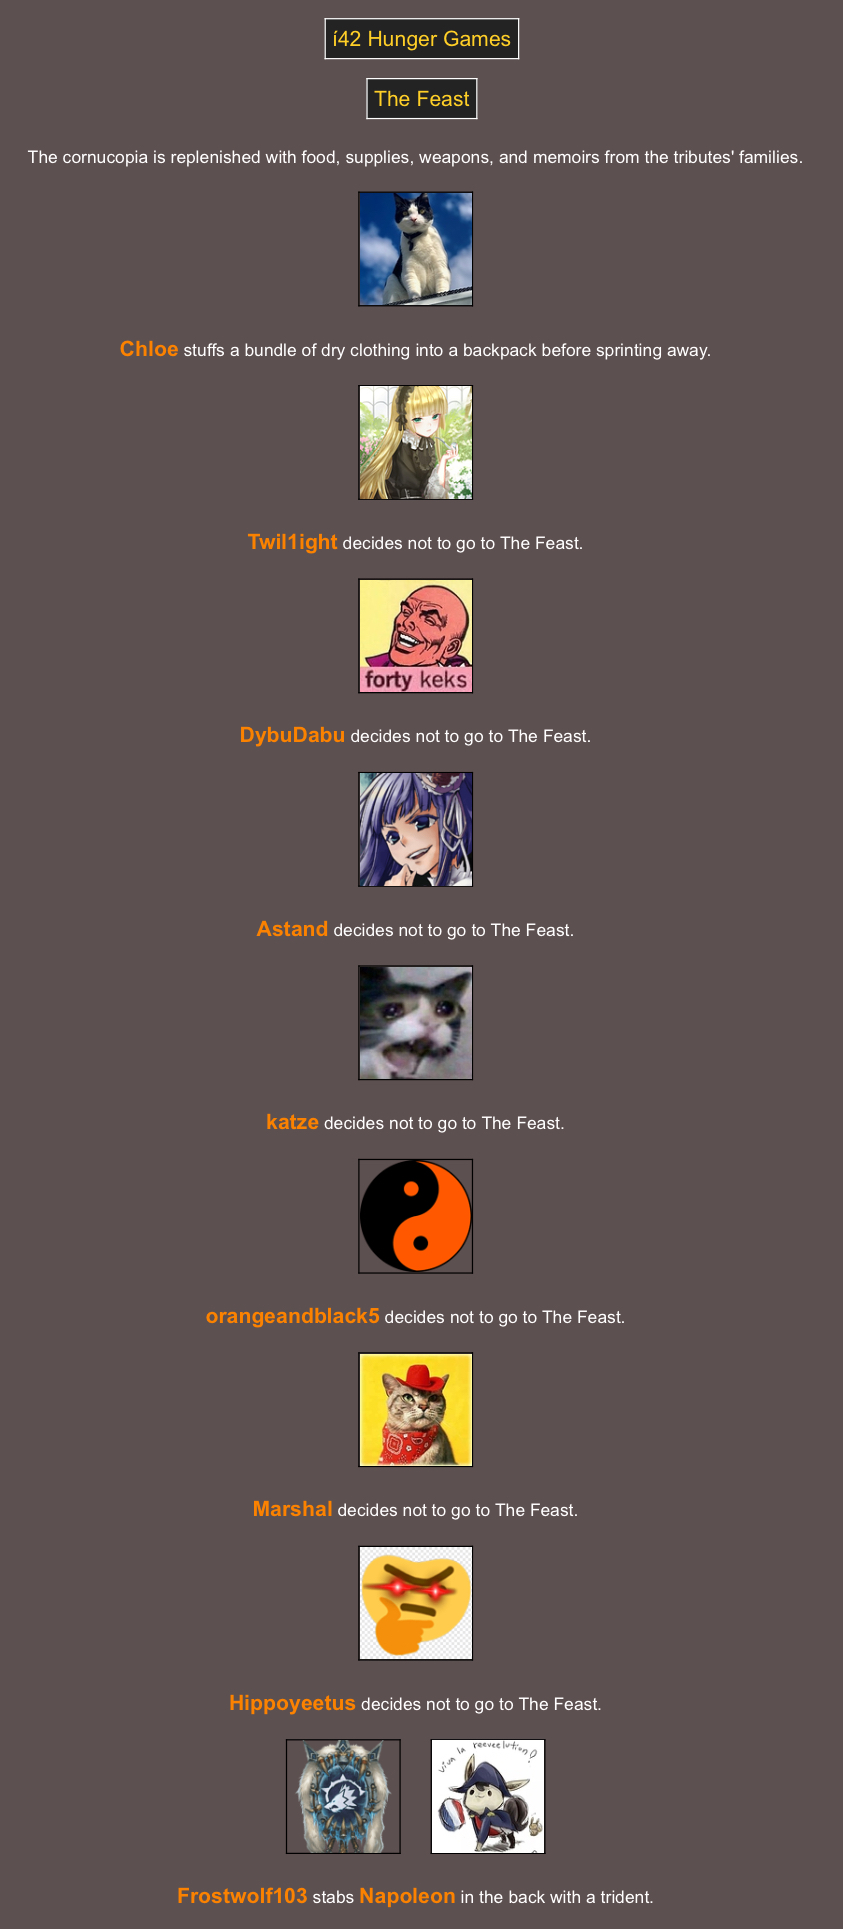 í42 Hunger Games
The Feast
The cornucopia is replenished with food, supplies, weapons, and memoirs from the tributes' families.
Chloe stuffs a bundle of dry clothing into a backpack before sprinting away.
Twil1ight decides not to go to The Feast.
forty keks
DybuDabu decides not to go to The Feast.
Astand decides not to go to The Feast.
katze decides not to go to The Feast.
orangeandblack5 decides not to go to The Feast.
Marshal decides not to go to The Feast.
Hippoyeetus decides not to go to The Feast.
viva la reeveelution!
Frostwolf103 stabs Napoleon in the back with a trident.